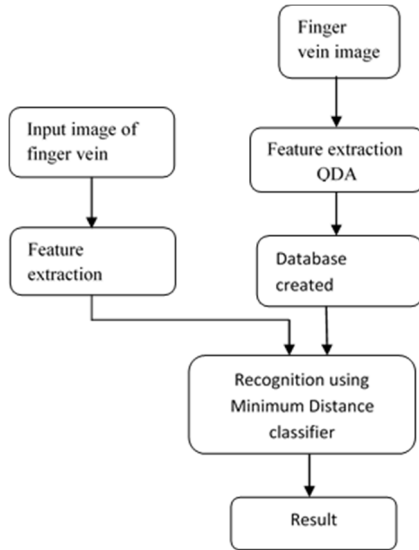 Finger
vein image
Input image of
finger vein
Feature extraction
QDA
Feature
extraction
Database
created
Recognition using
Minimum Distance
classifier
Result